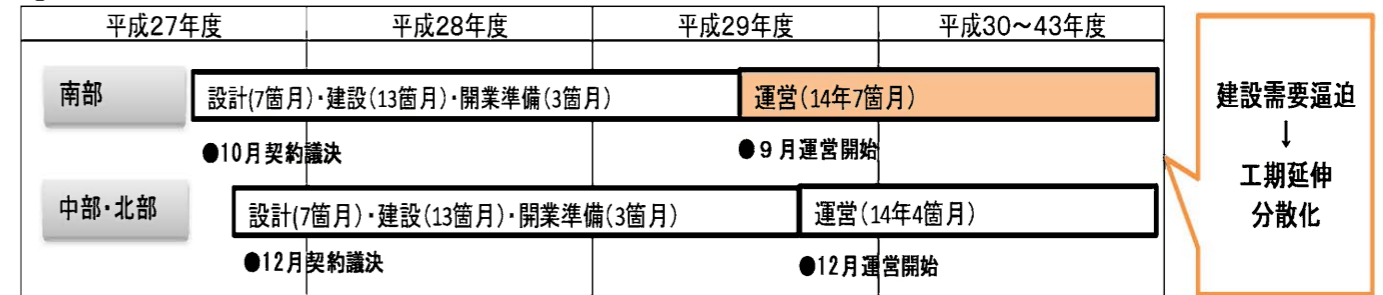 平成27年度 平成28年度 平成29年度 平成30～43年度
南部 設計(7箇月)・建設(13箇月)・開業準備(3箇月) 運営(14年7箇月)
●10月契約議決 ●9月運営開始
中部・北部 設計(7箇月)・建設(13箇月)・開業準備(3箇月) 運営(14年4箇月)
●12月契約議決 ●12月運営開始
建設需要逼迫
↓
工期延伸
分散化